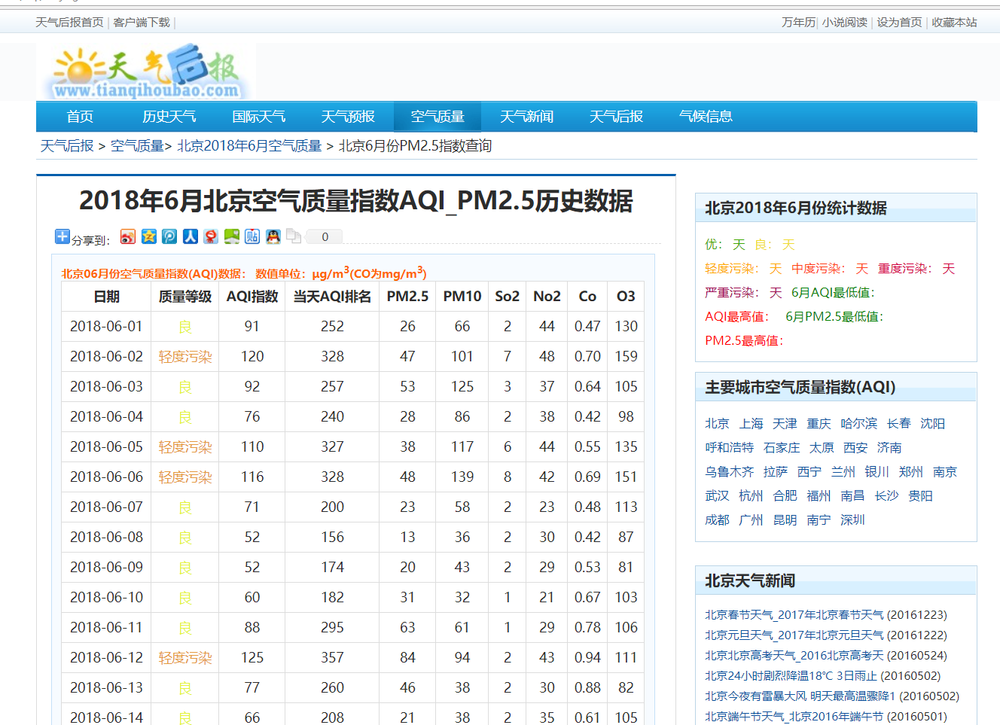 天气后报首页 | 客户端下载 |
万年历| 小说阅读 | 设为首页 | 收藏本站
天气后报
www.tianqihoubao.com
首页 历史天气 国际天气 天气预报 空气质量 天气新闻 天气后报 气候信息
天气后报 > 空气质量> 北京2018年6月空气质量 > 北京6月份PM2.5指数查询
2018年6月北京空气质量指数AQI_PM2.5历史数据
分享到: 贴 0
北京06月份空气质量指数(AQI)数据: 数值单位: μg/m3(CO为mg/m3)
日期 质量等级 AQI指数 当天AQI排名 PM2.5 PM10 So2 No2 Co O3
2018-06-01 良 91 252 26 66 2 44 0.47 130
2018-06-02 轻度污染 120 328 47 101 7 48 0.70 159
2018-06-03 良 92 257 53 125 3 37 0.64 105
2018-06-04 良 76 240 28 86 2 38 0.42 98
2018-06-05 轻度污染 110 327 38 117 6 44 0.55 135
2018-06-06 轻度污染 116 328 48 139 8 42 0.69 151
2018-06-07 良 71 200 23 58 2 23 0.48 113
2018-06-08 良 52 156 13 36 2 30 0.42 87
2018-06-09 良 52 174 20 43 2 29 0.53 81
2018-06-10 良 60 182 31 32 1 21 0.67 103
2018-06-11 良 88 295 63 61 1 29 0.78 106
2018-06-12 轻度污染 125 357 84 94 2 43 0.94 111
2018-06-13 良 77 260 46 38 2 30 0.88 82
2018-06-14 良 66 208 21 38 2 35 0.61 105
北京2018年6月份统计数据
优: 天 良: 天
轻度污染: 天 中度污染: 天 重度污染: 天
严重污染: 天 6月AQI最低值:
AQI最高值: 6月PM2.5最低值:
PM2.5最高值:
主要城市空气质量指数(AQI)
北京 上海 天津 重庆 哈尔滨 长春 沈阳
呼和浩特 石家庄 太原 西安 济南
乌鲁木齐 拉萨 西宁 兰州 银川 郑州 南京
武汉 杭州 合肥 福州 南昌 长沙 贵阳
成都 广州 昆明 南宁 深圳
北京天气新闻
北京春节天气_2017年北京春节天气 (20161223)
北京元旦天气_2017年北京元旦天气 (20161222)
北京北京高考天气_2016北京高考天 (20160524)
北京24小时剧烈降温18℃ 3日雨止 (20160502)
北京今夜有雷暴大风 明天最高温骤降1 (20160502)
北京端午节天气_北京2016年端午节 (20160501)